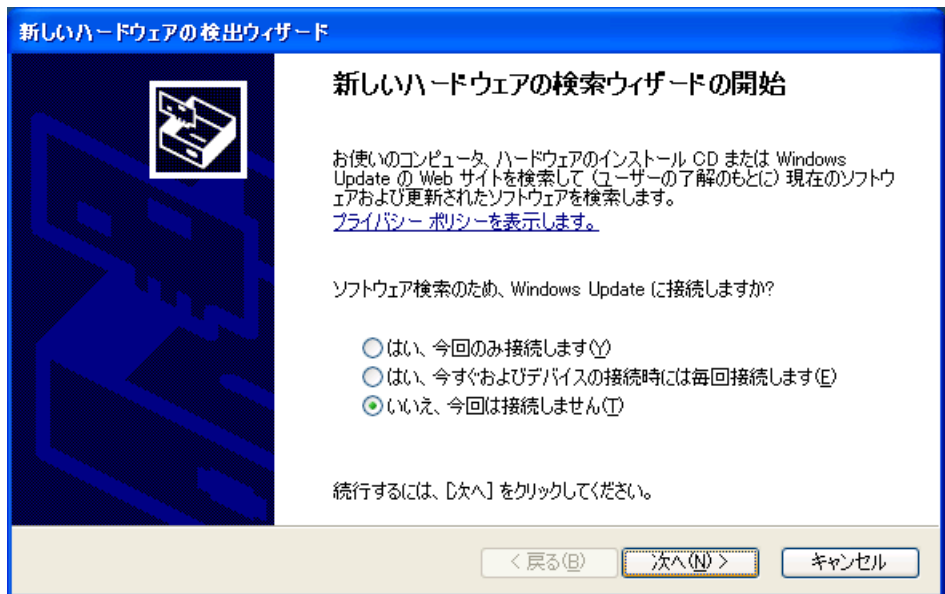 新しいハードウェアの検出ウィザード
新しいハードウェアの検索ウィザードの開始
お使いのコンピュータ、ハードウェアのインストール CD または Windows
Update の Web サイトを検索して (ユーザーの了解のもとに) 現在のソフトウ
ェアおよび更新されたソフトウェアを検索します。
プライバシー ポリシーを表示します。
ソフトウェア検索のため、Windows Update に接続しますか?
はい、今回のみ接続します(Y)
はい、今すぐおよびデバイスの接続時には毎回接続します(E)
いいえ、今回は接続しません(T)
続行するには、[次へ] をクリックしてください。
< 戻る(B) 次へ(N) > キャンセル